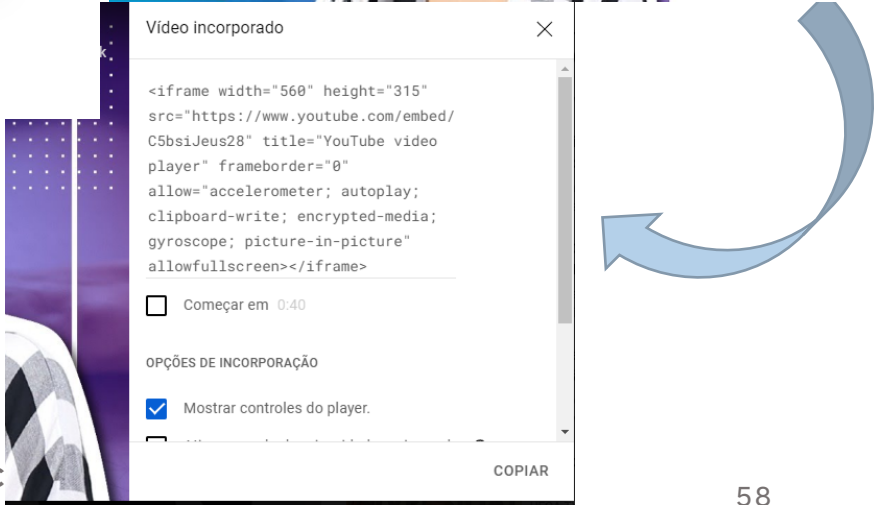 Vídeo incorporado
k
<iframe width="560" height="315"
src="https://www.youtube.com/embed/
C5bsiJeus28" title="YouTube video
player" frameborder="0"
allow="accelerometer; autoplay;
clipboard-write; encrypted-media;
gyroscope; picture-in-picture"
allowfullscreen></iframe>
Começar em 0:40
OPÇÕES DE INCORPORAÇÃO
Mostrar controles do player.
COPIAR
58